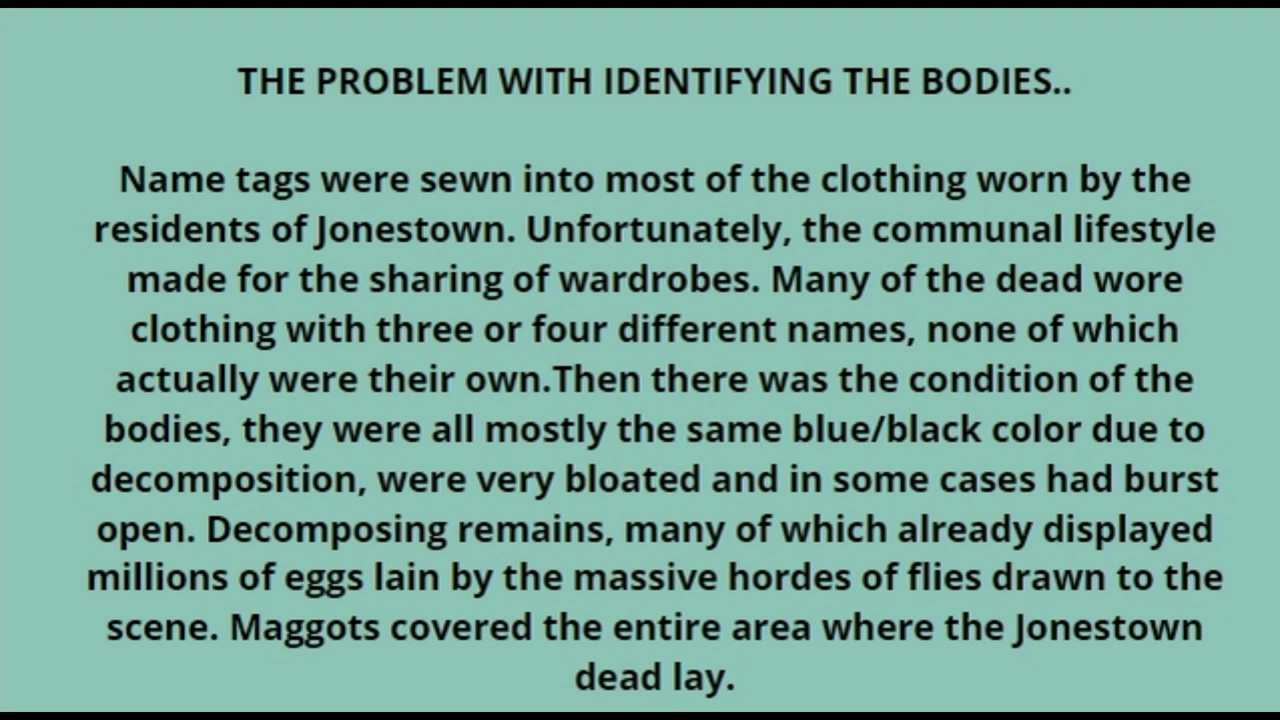 THE PROBLEM WITH IDENTIFYING THE BODIES..
Name tags were sewn into most of the clothing worn by the
residents of Jonestown. Unfortunately, the communal lifestyle
made for the sharing of wardrobes. Many of the dead wore
clothing with three or four different names, none of which
actually were their own.Then there was the condition of the
bodies, they were all mostly the same blue/black color due to
decomposition, were very bloated and in some cases had burst
open. Decomposing remains, many of which already displayed
millions of eggs lain by the massive hordes of flies drawn to the
scene. Maggots covered the entire area where the Jonestown
dead lay.